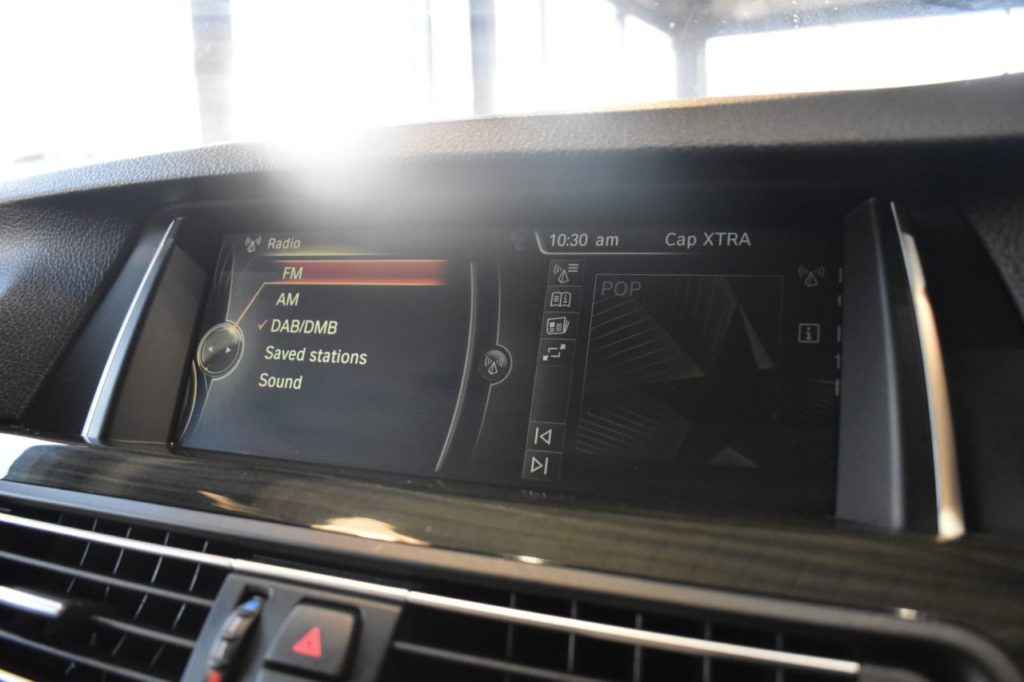 Radio
FM
AM
DAB/DMB
Saved stations
Sound
10:30 am Cap XTRA
POP